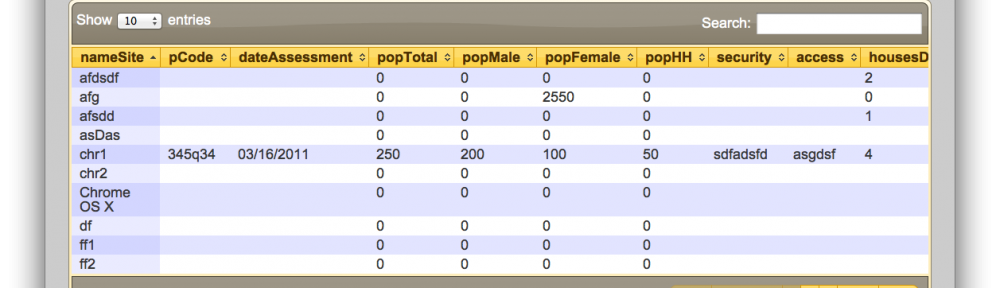 Show 10 entries Search:
nameSite pCode dateAssessment popTotal popMale popFemale popHH security access housesD
afdsdf 0 0 0 0 2
afg 0 0 2550 0 0
afsdd 0 0 0 0 1
asDas 0 0 0 0
chr1 345q34 03/16/2011 250 200 100 50 sdfadsfd asgdsf 4
chr2 0 0 0 0
Chrome 0 0 0 0
OS X
df 0 0 0 0
ff1 0 0 0 0
ff2 0 0 0 0